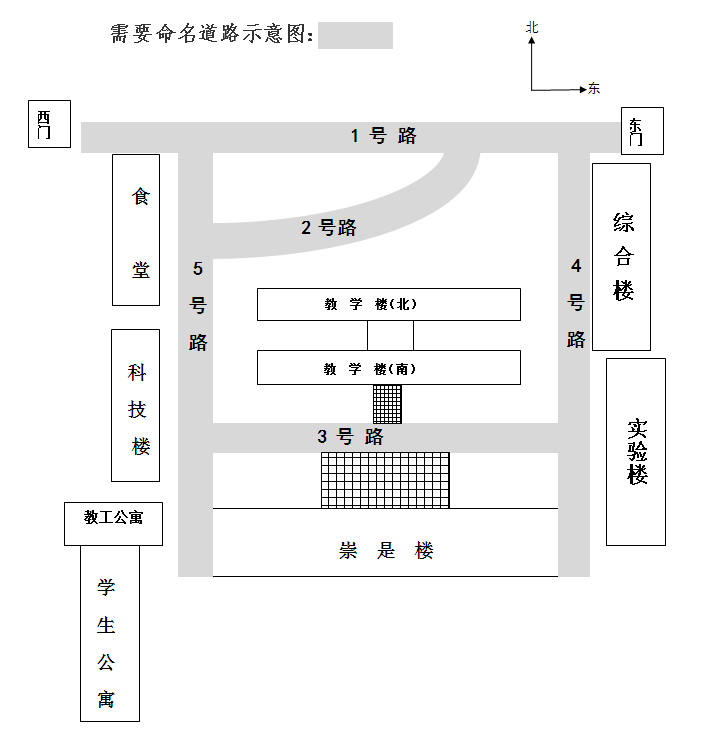 需要命名道路示意图:
北
东
西门
东门
1 号 路
食堂
综合楼
2号路
5号路
4号路
教 学 楼(北)
教 学 楼(南)
科技楼
3 号 路
实验楼
教工公寓
崇 是 楼
学生公寓